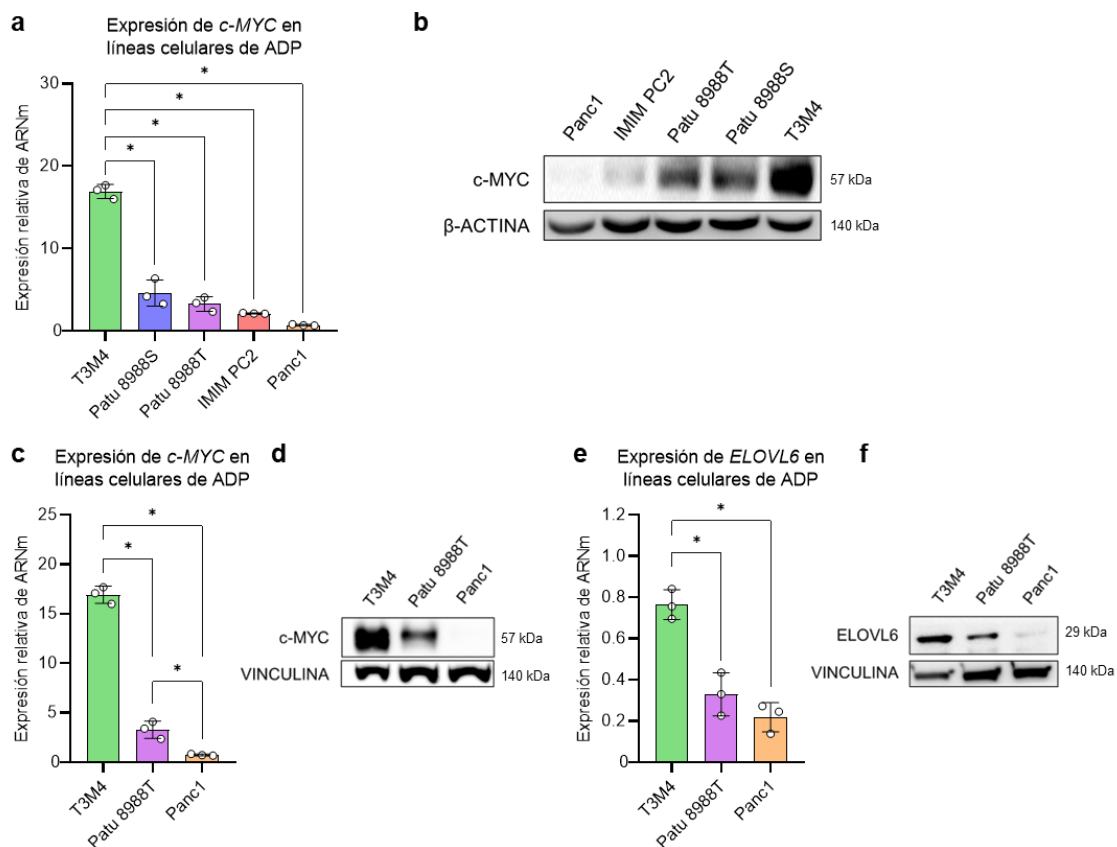 a
Expresión de c-MYC en
líneas celulares de ADP
Expresión relativa de ARNm
30
20
10
0
*
*
*
*
T3M4
Patu 8988S
Patu 8988T
IMIM PC2
Panc1
b
Panc1
IMIM PC2
Patu 8988T
Patu 8988S
T3M4
c-MYC
57 kDa
β-ACTINA
140 kDa
c
Expresión de c-MYC en
líneas celulares de ADP
Expresión relativa de ARNm
25
20
15
10
5
0
*
*
*
T3M4
Patu 8988T
Panc1
d
T3M4
Patu 8988T
Panc1
c-MYC
57 kDa
VINCULINA
140 kDa
e
Expresión de ELOVL6 en
líneas celulares de ADP
Expresión relativa de ARNm
1.2
1.0
0.8
0.6
0.4
0.2
0
*
*
T3M4
Patu 8988T
Panc1
f
T3M4
Patu 8988T
Panc1
ELOVL6
29 kDa
VINCULINA
140 kDa